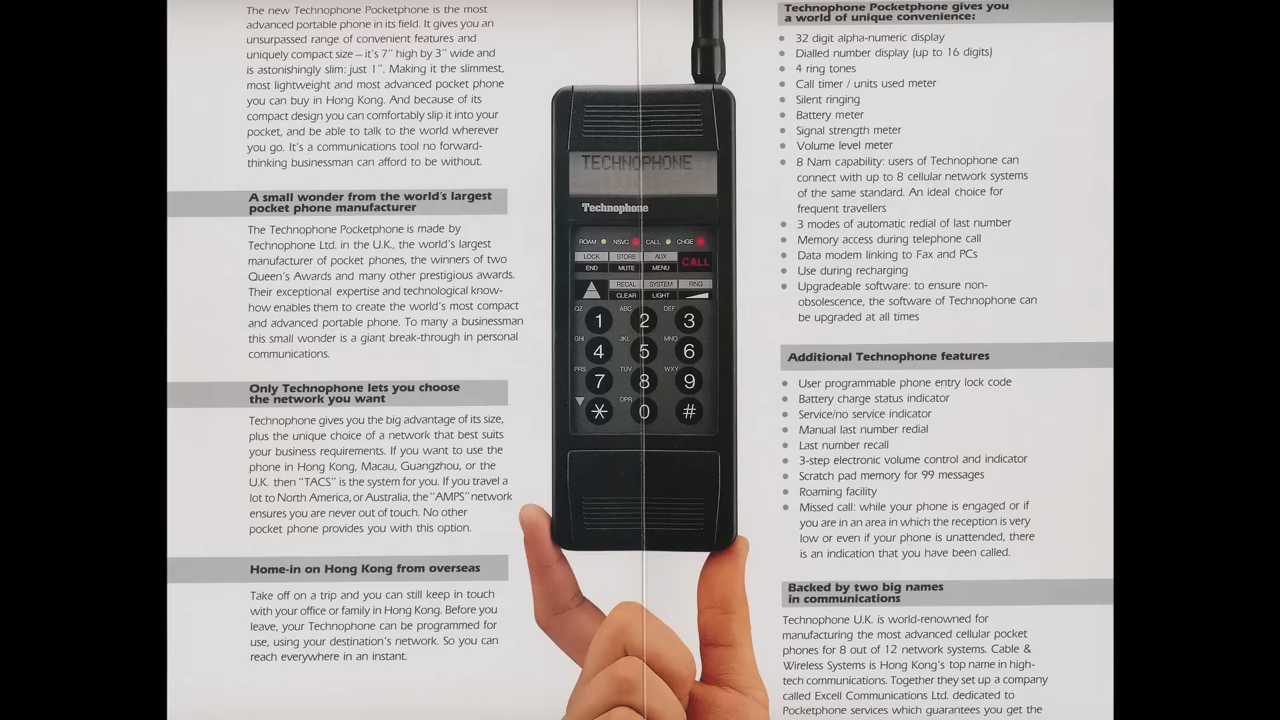 The new Technophone Pocketphone is the most
advanced portable phone in its field. It gives you an
unsurpassed range of convenient features and
uniquely compact size – it's 7" high by 3" wide and
is astonishingly slim: just 1". Making it the slimmest,
most lightweight and most advanced pocket phone
you can buy in Hong Kong. And because of its
compact design you can comfortably slip it into your
pocket, and be able to talk to the world wherever
you go. It's a communications tool no forward-
thinking businessman can afford to be without.
A small wonder from the world's largest
pocket phone manufacturer
The Technophone Pocketphone is made by
Technophone Ltd. in the U.K., the world's largest
manufacturer of pocket phones, the winners of two
Queen's Awards and many other prestigious awards.
Their exceptional expertise and technological know-
how enables them to create the world's most compact
and advanced portable phone. To many a businessman
this small wonder is a giant break-through in personal
communications.
Only Technophone lets you choose
the network you want
Technophone gives you the big advantage of its size,
plus the unique choice of a network that best suits
your business requirements. If you want to use the
phone in Hong Kong, Macau, Guangzhou, or the
U.K. then "TACS" is the system for you. If you travel a
lot to North America, or Australia, the "AMPS" network
ensures you are never out of touch. No other
pocket phone provides you with this option.
Home-in on Hong Kong from overseas
Take off on a trip and you can still keep in touch
with your office or family in Hong Kong. Before you
leave, your Technophone can be programmed for
use, using your destination's network. So you can
reach everywhere in an instant.
TECHNOPHONE
Technophone
ROAM NSVC CALL CHGE
LOCK STORE AUX CALL
END MUTE MENU
RECAL SYSTEM RING
CLEAR LIGHT
QZ ABC DEF
1 2 3
GHI JKL MNO
4 5 6
PRS TUV WXY
7 8 9
OPR
* 0 #
Technophone Pocketphone gives you
a world of unique convenience:
• 32 digit alpha-numeric display
• Dialled number display (up to 16 digits)
• 4 ring tones
• Call timer / units used meter
• Silent ringing
• Battery meter
• Signal strength meter
• Volume level meter
• 8 Nam capability: users of Technophone can
connect with up to 8 cellular network systems
of the same standard. An ideal choice for
frequent travellers
• 3 modes of automatic redial of last number
• Memory access during telephone call
• Data modem linking to Fax and PCs
• Use during recharging
• Upgradeable software: to ensure non-
obsolescence, the software of Technophone can
be upgraded at all times
Additional Technophone features
• User programmable phone entry lock code
• Battery charge status indicator
• Service/no service indicator
• Manual last number redial
• Last number recall
• 3-step electronic volume control and indicator
• Scratch pad memory for 99 messages
• Roaming facility
• Missed call: while your phone is engaged or if
you are in an area in which the reception is very
low or even if your phone is unattended, there
is an indication that you have been called.
Backed by two big names
in communications
Technophone U.K. is world-renowned for
manufacturing the most advanced cellular pocket
phones for 8 out of 12 network systems. Cable &
Wireless Systems is Hong Kong's top name in high-
tech communications. Together they set up a company
called Excell Communications Ltd. dedicated to
Pocketphone services which guarantees you get the